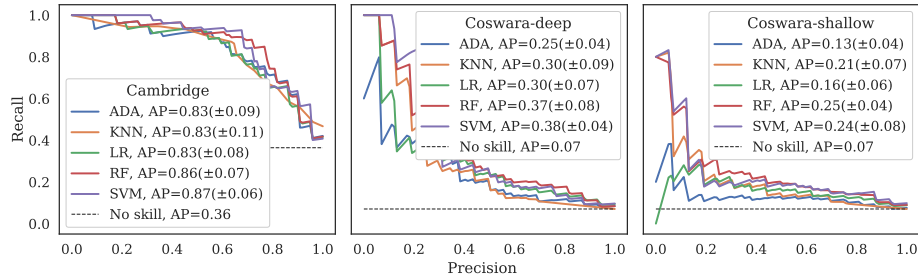 1.0
0.8
0.6
0.4
0.2
0.0
Recall
Cambridge
ADA, AP=0.83(±0.09)
KNN, AP=0.83(±0.11)
LR, AP=0.83(±0.08)
RF, AP=0.86(±0.07)
SVM, AP=0.87(±0.06)
No skill, AP=0.36
0.0 0.2 0.4 0.6 0.8 1.0
Coswara-deep
ADA, AP=0.25(±0.04)
KNN, AP=0.30(±0.09)
LR, AP=0.30(±0.07)
RF, AP=0.37(±0.08)
SVM, AP=0.38(±0.04)
No skill, AP=0.07
0.0 0.2 0.4 0.6 0.8 1.0
Precision
Coswara-shallow
ADA, AP=0.13(±0.04)
KNN, AP=0.21(±0.07)
LR, AP=0.16(±0.06)
RF, AP=0.25(±0.04)
SVM, AP=0.24(±0.08)
No skill, AP=0.07
0.0 0.2 0.4 0.6 0.8 1.0